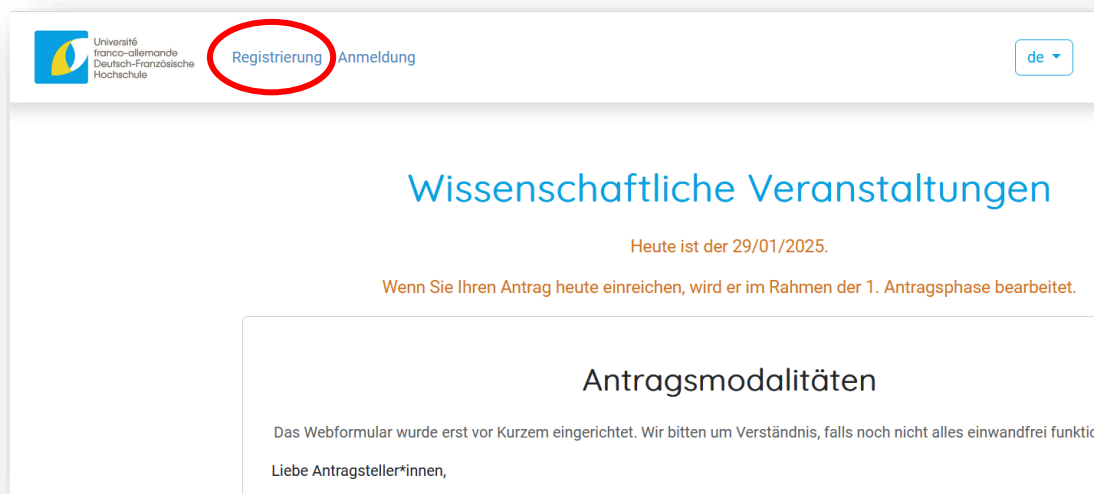 Université
franco-allemande
Deutsch-Französische
Hochschule
Registrierung Anmeldung
de
Wissenschaftliche Veranstaltungen
Heute ist der 29/01/2025.
Wenn Sie Ihren Antrag heute einreichen, wird er im Rahmen der 1. Antragsphase bearbeitet.
Antragsmodalitäten
Das Webformular wurde erst vor Kurzem eingerichtet. Wir bitten um Verständnis, falls noch nicht alles einwandfrei
Liebe Antragsteller*innen,